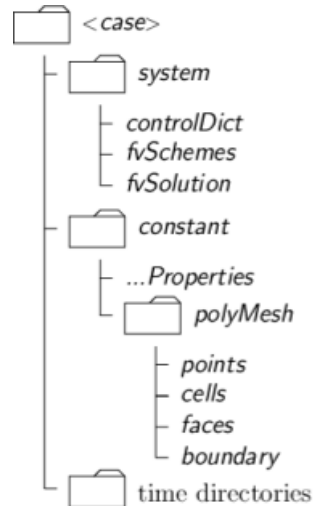 <case>
system
controlDict
fvSchemes
fvSolution
constant
...Properties
polyMesh
points
cells
faces
boundary
time directories